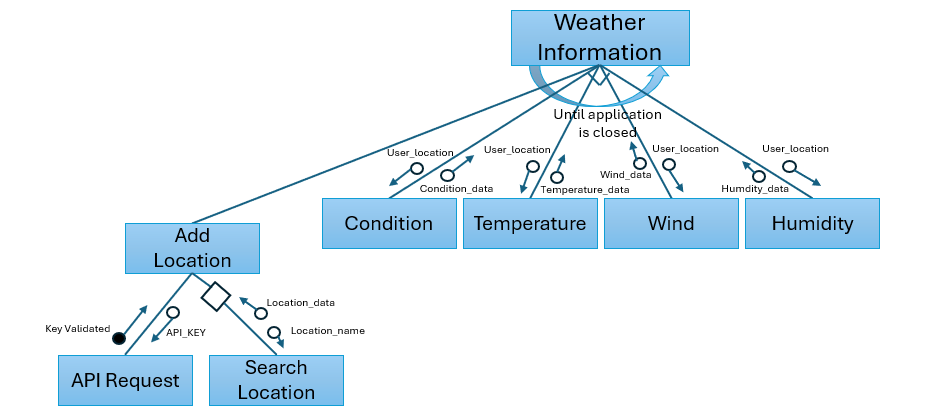 Weather
Information
Until application
is closed
User_location
User_location
User_location
User_location
Condition_data
Temperature_data
Wind_data
Humdity_data
Condition
Temperature
Wind
Humidity
Add
Location
Location_data
Key Validated
API_KEY
Location_name
API Request
Search
Location